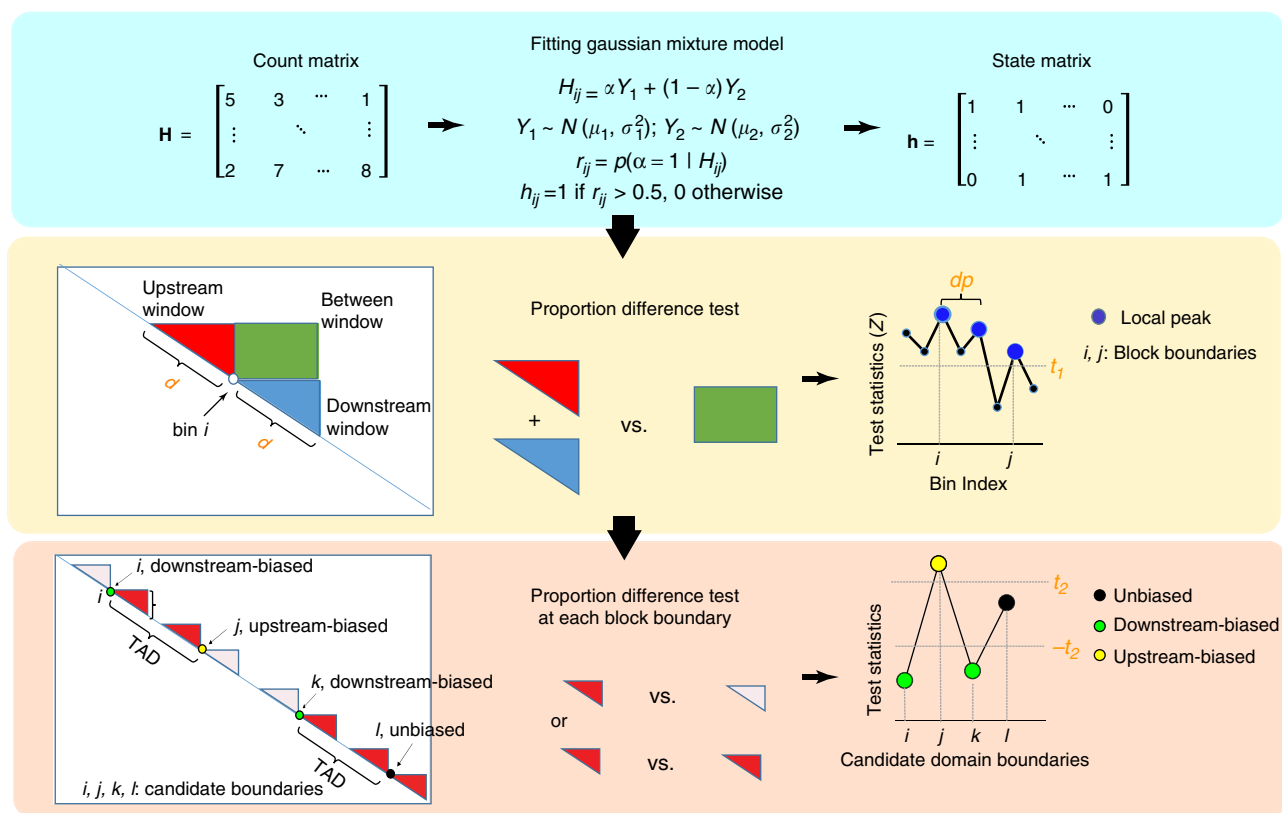 Fitting gaussian mixture model
Count matrix
State matrix
H =
5 3 ... 1
⋮ ⋱ ⋮
2 7 ... 8
H_ij = αY_1 + (1 − α)Y_2
Y_1 ~ N (μ_1, σ_1^2); Y_2 ~ N (μ_2, σ_2^2)
r_ij = p(α = 1 | H_ij)
h_ij =1 if r_ij > 0.5, 0 otherwise
h =
1 1 ... 0
⋮ ⋱ ⋮
0 1 ... 1
Upstream
window
Between
window
d
bin i
d
Downstream
window
Proportion difference test
+
vs.
Test statistics (Z)
dp
t_1
i
j
Bin Index
Local peak
i, j: Block boundaries
i, downstream-biased
i
j, upstream-biased
TAD
k, downstream-biased
l, unbiased
TAD
i, j, k, l: candidate boundaries
Proportion difference test
at each block boundary
vs.
or
vs.
Test statistics
t_2
−t_2
i j k l
Candidate domain boundaries
Unbiased
Downstream-biased
Upstream-biased